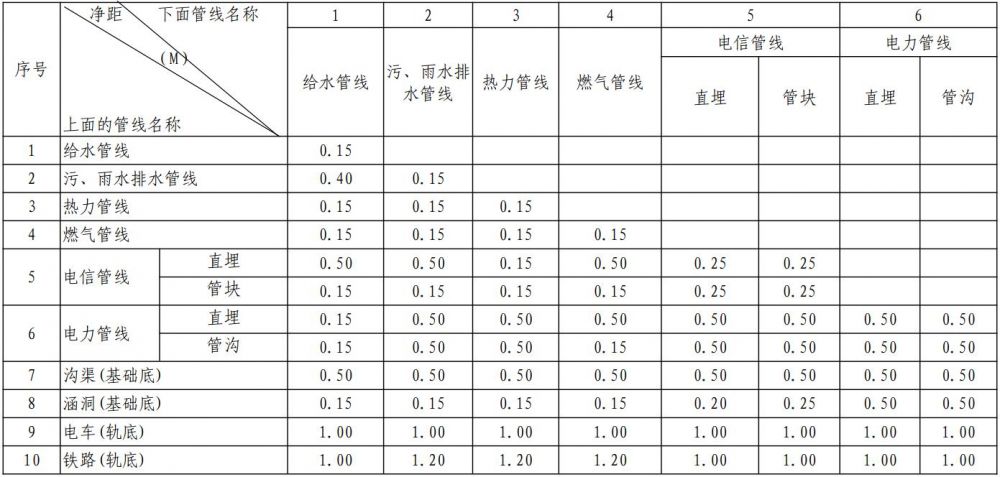 序号 净距 (M) 下面管线名称 上面的管线名称 1 2 3 4 5 6
给水管线 污、雨水排水管线 热力管线 燃气管线 电信管线 电力管线
直埋 管块 直埋 管沟
1 给水管线 0.15
2 污、雨水排水管线 0.40 0.15
3 热力管线 0.15 0.15 0.15
4 燃气管线 0.15 0.15 0.15 0.15
5 电信管线 直埋 0.50 0.50 0.15 0.50 0.25 0.25
管块 0.15 0.15 0.15 0.15 0.25 0.25
6 电力管线 直埋 0.15 0.50 0.50 0.50 0.50 0.50 0.50 0.50
管沟 0.15 0.50 0.50 0.15 0.50 0.50 0.50 0.50
7 沟渠(基础底) 0.50 0.50 0.50 0.50 0.50 0.50 0.50 0.50
8 涵洞(基础底) 0.15 0.15 0.15 0.15 0.20 0.25 0.50 0.50
9 电车(轨底) 1.00 1.00 1.00 1.00 1.00 1.00 1.00 1.00
10 铁路(轨底) 1.00 1.20 1.20 1.20 1.00 1.00 1.00 1.00